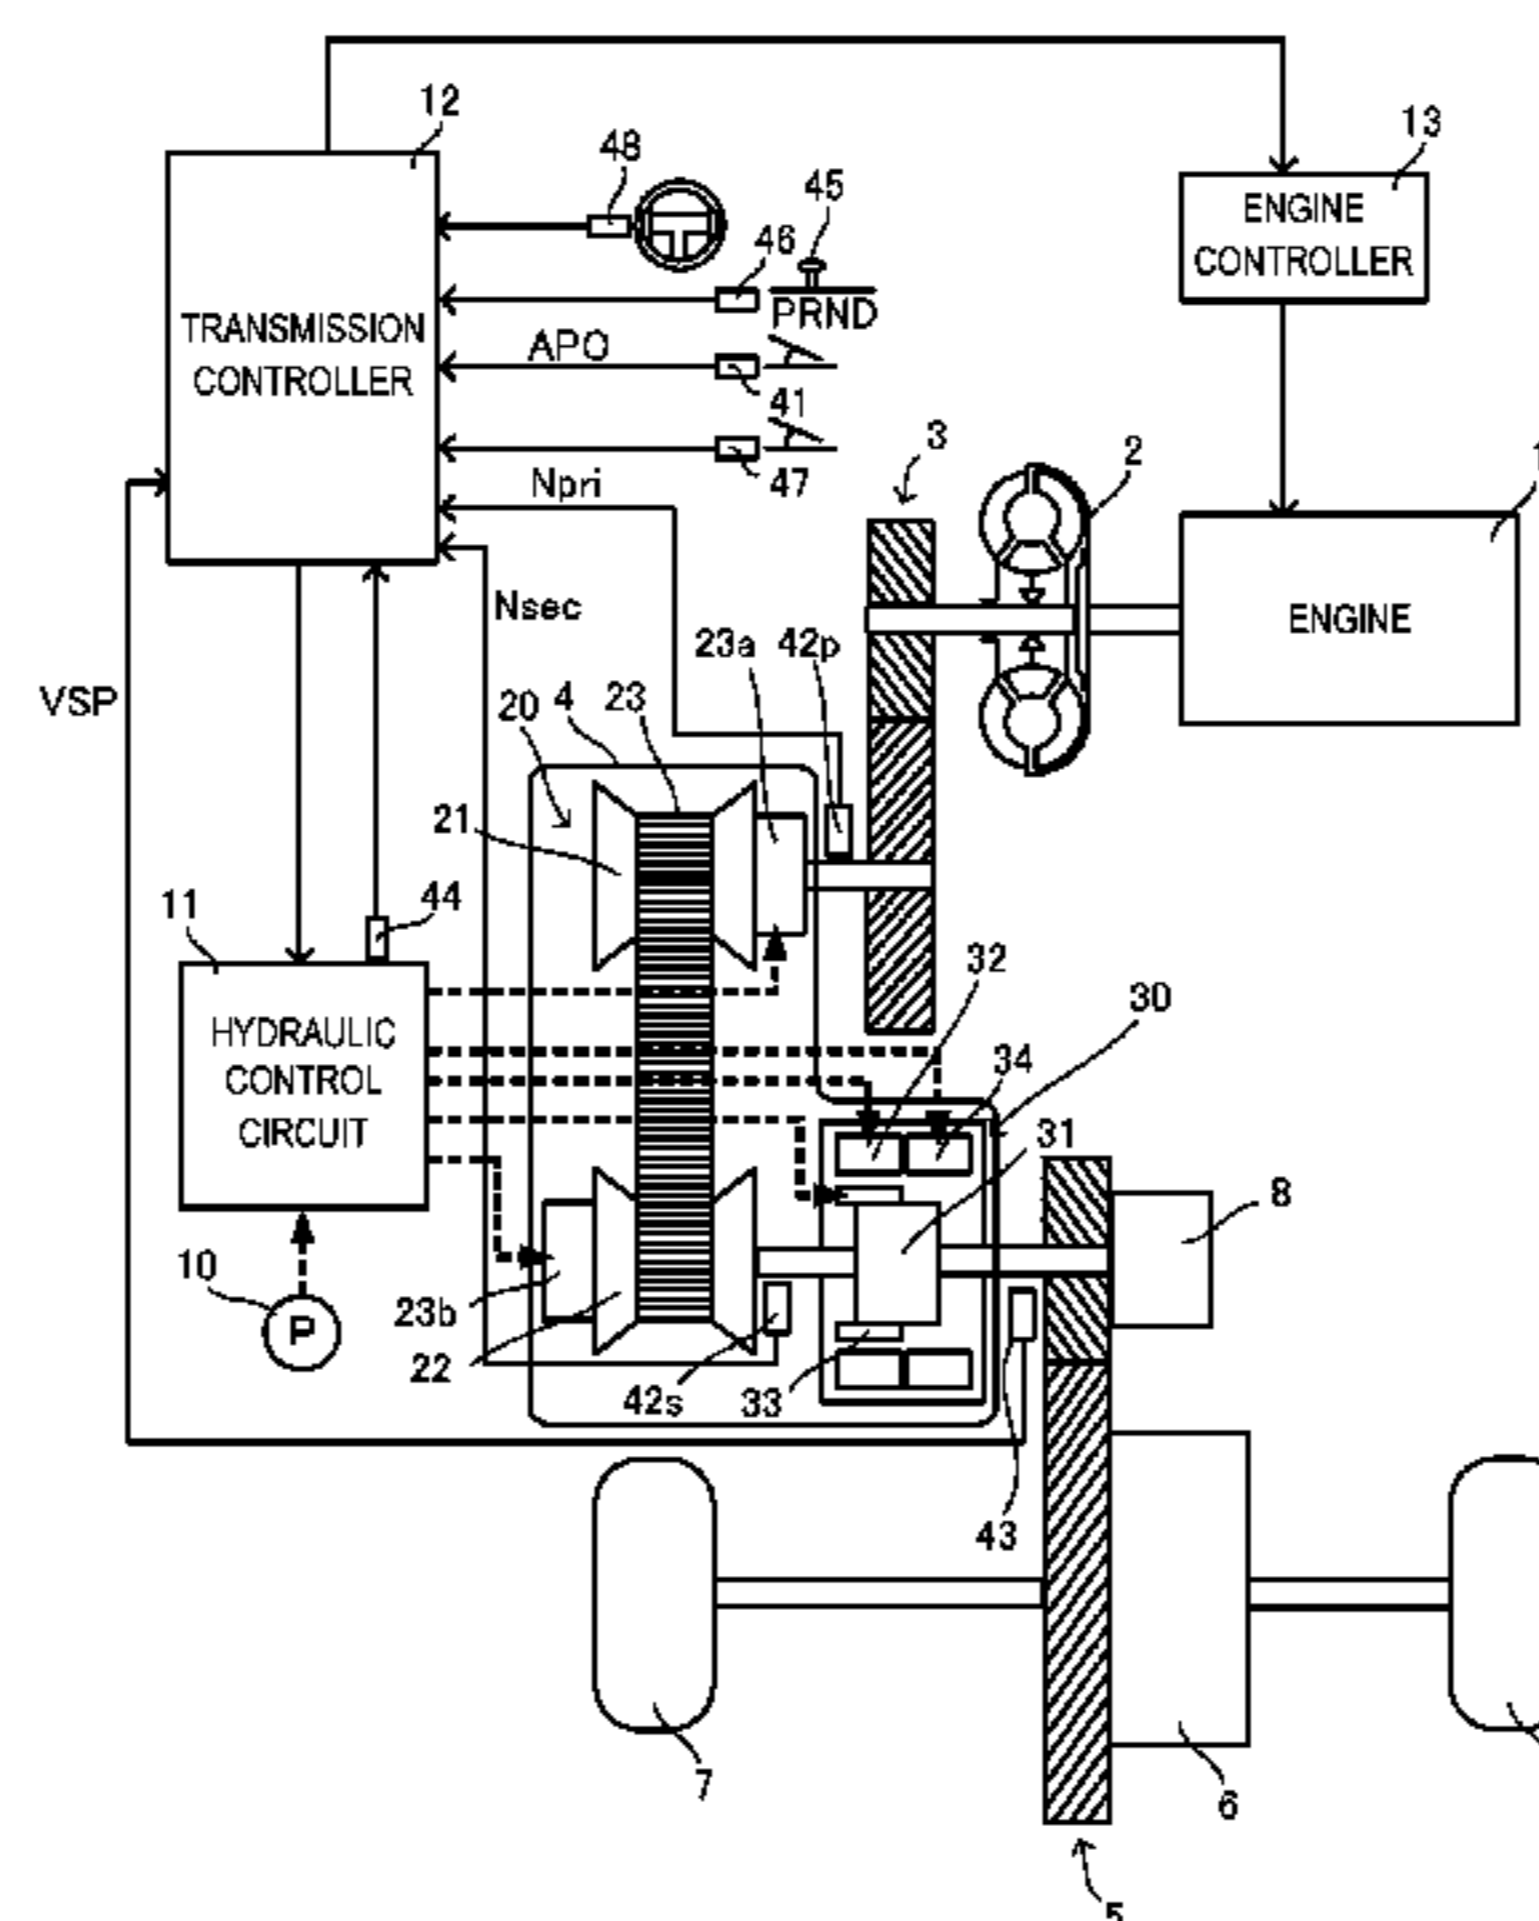 12
48
45
13
46
ENGINE
CONTROLLER
PRND
TRANSMISSION
CONTROLLER
APO
41
47
3
2
1
Npri
Nsec
ENGINE
VSP
23a
42p
20
4
23
21
11
44
32
30
HYDRAULIC
CONTROL
CIRCUIT
34
31
8
10
P
23b
22
42s
33
43
7
6
5